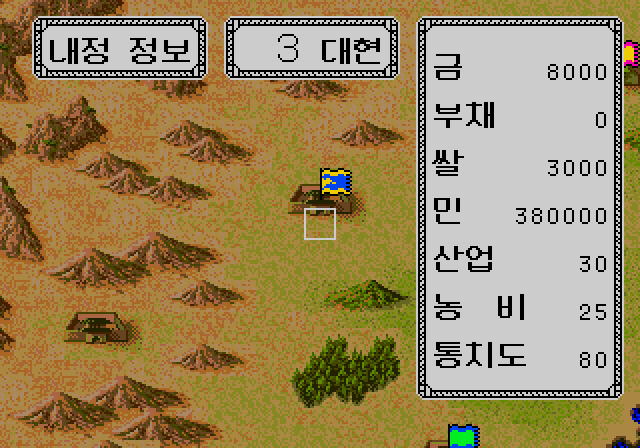 내정 정보
3 대현
금 8000
부채 0
쌀 3000
민 380000
산업 30
농 비 25
통치도 80